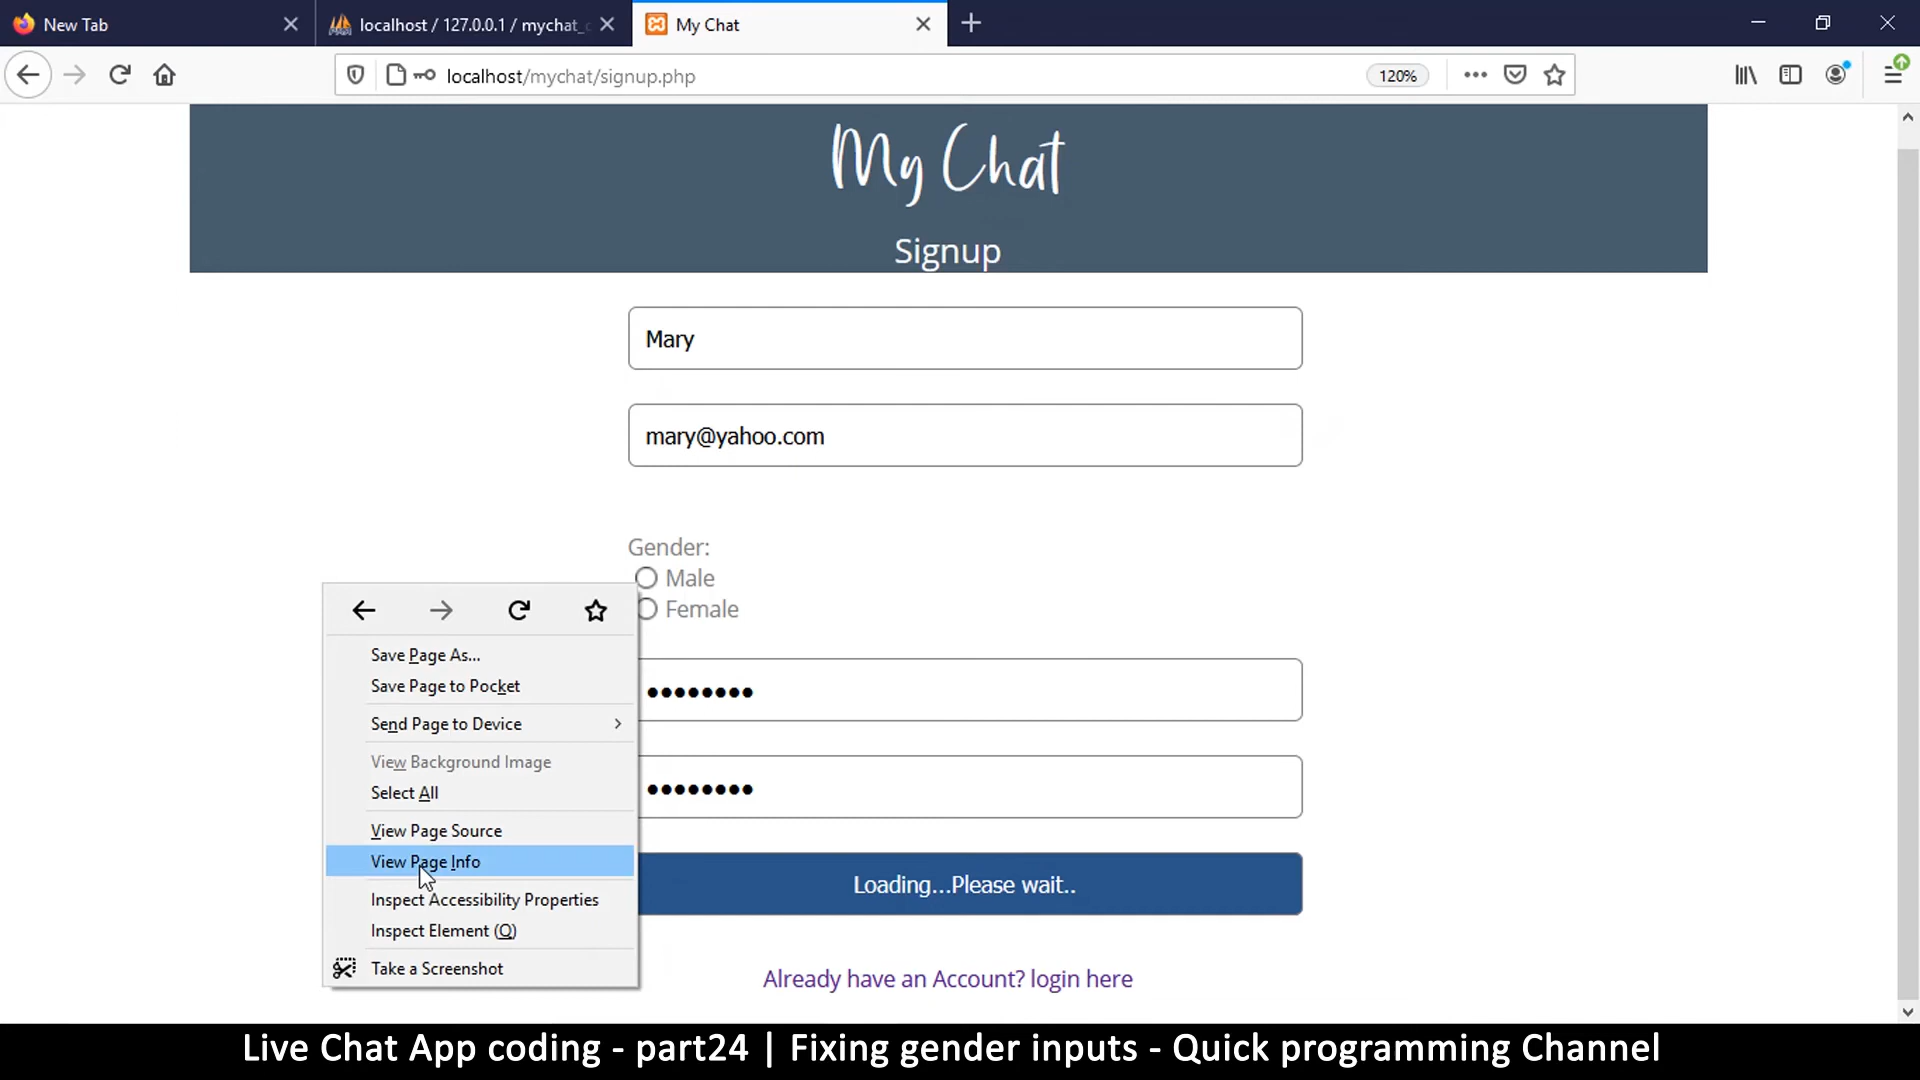 New Tab
localhost / 127.0.0.1 / mychat_
My Chat
localhost/mychat/signup.php
120%
My Chat
Signup
Mary
mary@yahoo.com
Gender:
Male
Female
Save Page As...
Save Page to Pocket
Send Page to Device
View Background Image
Select All
View Page Source
View Page Info
Inspect Accessibility Properties
Inspect Element (Q)
Take a Screenshot
Loading...Please wait..
Already have an Account? login here
Live Chat App coding - part24 | Fixing gender inputs - Quick programming Channel